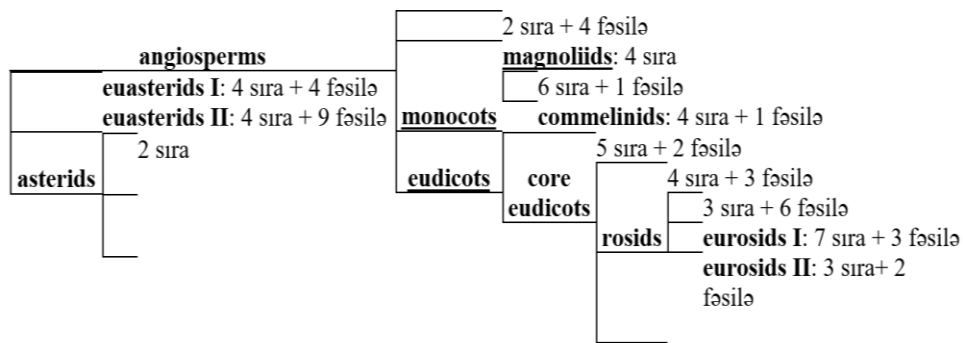 2 sıra + 4 fəsilə
angiosperms
magnoliids: 4 sıra
euasterids I: 4 sıra + 4 fəsilə
6 sıra + 1 fəsilə
euasterids II: 4 sıra + 9 fəsilə
monocots
commelinids: 4 sıra + 1 fəsilə
2 sıra
5 sıra + 2 fəsilə
asterids
eudicots
core
eudicots
4 sıra + 3 fəsilə
3 sıra + 6 fəsilə
rosids
eurosids I: 7 sıra + 3 fəsilə
eurosids II: 3 sıra+ 2
fəsilə